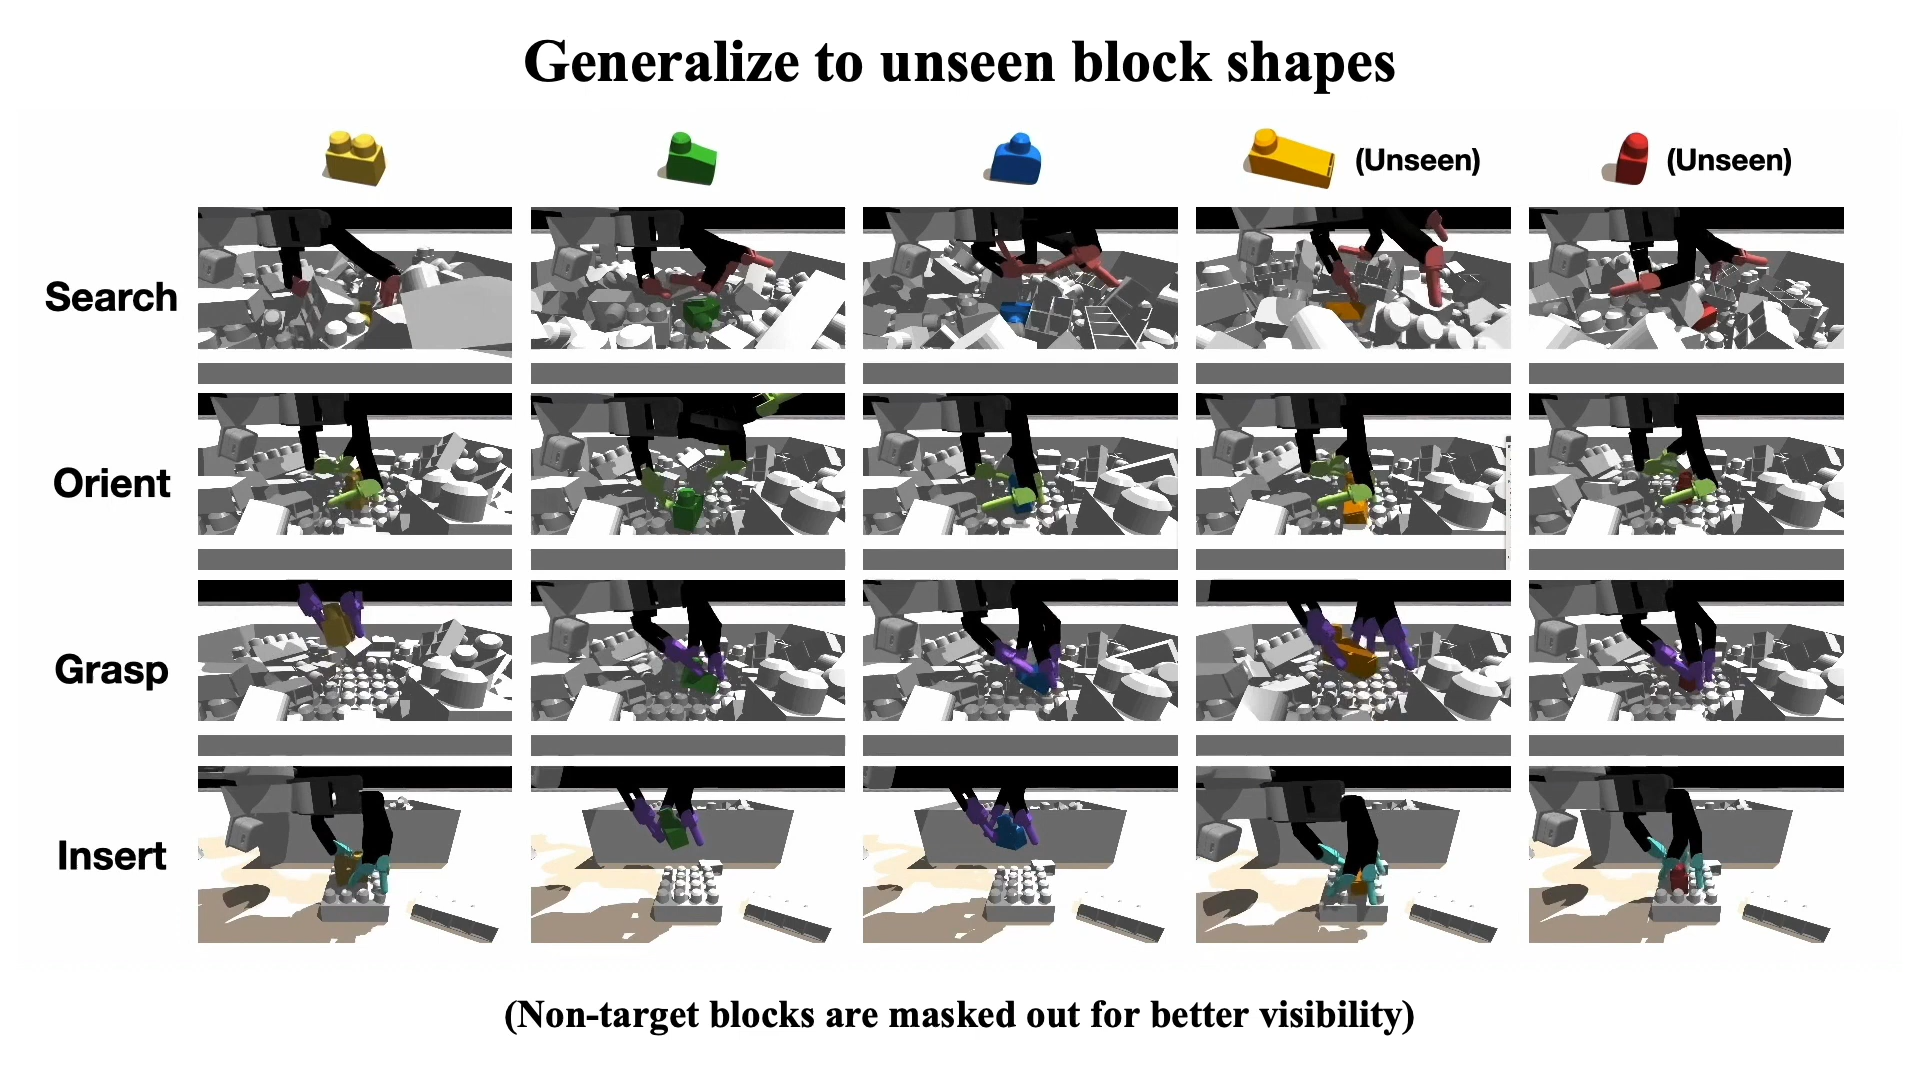 Generalize to unseen block shapes
(Unseen)
(Unseen)
Search
Orient
Grasp
Insert
(Non-target blocks are masked out for better visibility)